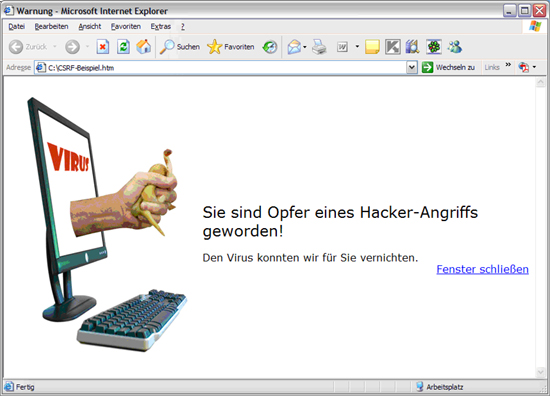 Warnung - Microsoft Internet Explorer
Datei Bearbeiten Ansicht Favoriten Extras ?
Zurück Suchen Favoriten
Adresse C:\CSRF-Beispiel.htm Wechseln zu Links »
VIRUS
Sie sind Opfer eines Hacker-Angriffs
geworden!
Den Virus konnten wir für Sie vernichten.
Fenster schließen
Fertig Arbeitsplatz